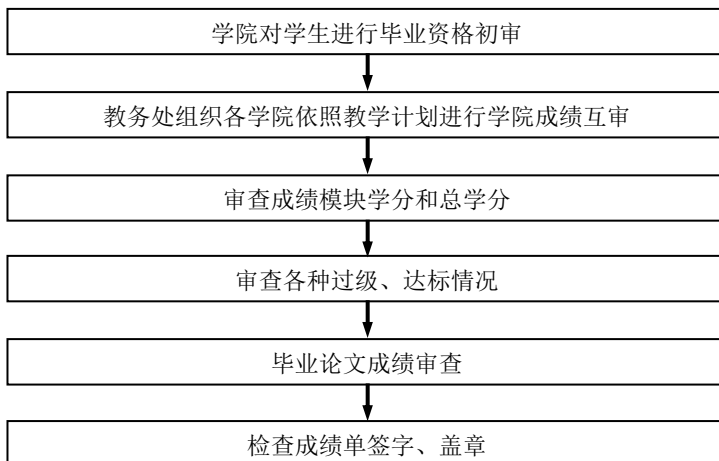 学院对学生进行毕业资格初审
教务处组织各学院依照教学计划进行学院成绩互审
审查成绩模块学分和总学分
审查各种过级、达标情况
毕业论文成绩审查
检查成绩单签字、盖章